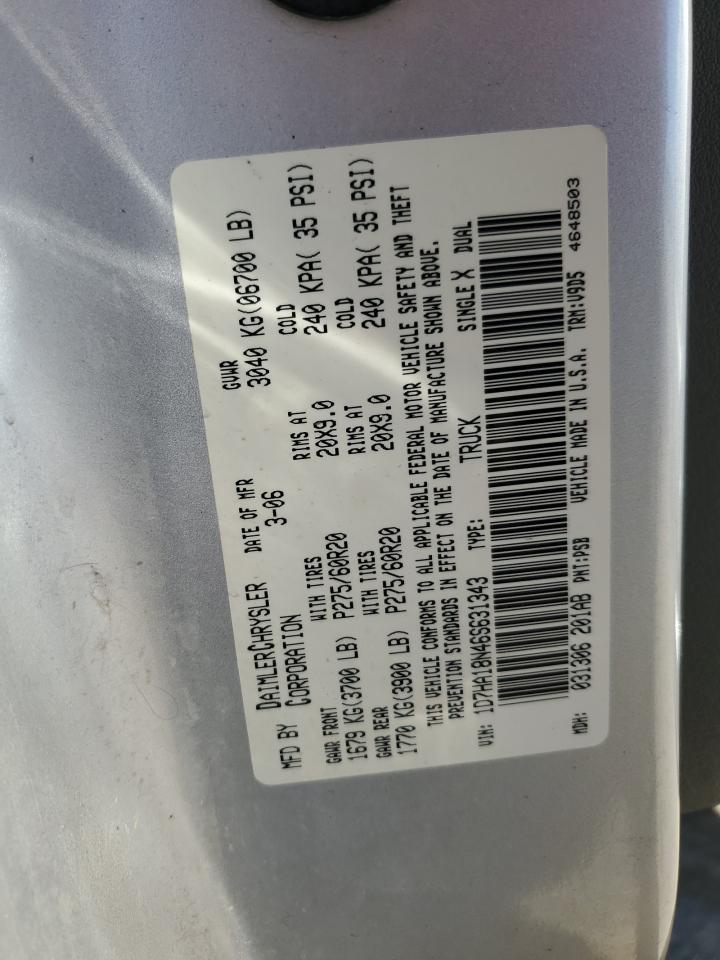 MFD BY DAIMLERCHRYSLER CORPORATION DATE OF MFR 3-06 GVWR 3040 KG(06700 LB)
GAWR FRONT WITH TIRES RIMS AT COLD
1679 KG(3700 LB) P275/60R20 20X9.0 240 KPA( 35 PSI)
GAWR REAR WITH TIRES RIMS AT COLD
1770 KG(3900 LB) P275/60R20 20X9.0 240 KPA( 35 PSI)
THIS VEHICLE CONFORMS TO ALL APPLICABLE FEDERAL MOTOR VEHICLE SAFETY AND THEFT
PREVENTION STANDARDS IN EFFECT ON THE DATE OF MANUFACTURE SHOWN ABOVE.
VIN: 1D7HA18N46S631343 TYPE: TRUCK SINGLE X DUAL
MDH: 031306 201AB PNT:PSB VEHICLE MADE IN U.S.A. TRM:V9D5 4648503